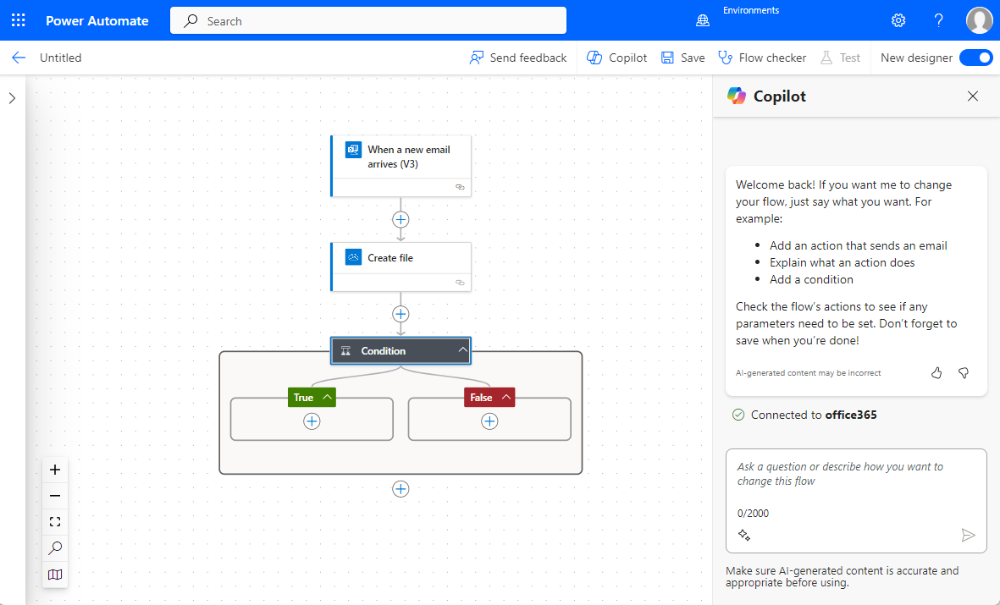 Power Automate
Search
Environments
Untitled
Send feedback
Copilot
Save
Flow checker
Test
New designer
Copilot
When a new email
arrives (V3)
Create file
Condition
True
False
Welcome back! If you want me to change
your flow, just say what you want. For
example:
Add an action that sends an email
Explain what an action does
Add a condition
Check the flow's actions to see if any
parameters need to be set. Don't forget to
save when you're done!
AI-generated content may be incorrect
Connected to office365
Ask a question or describe how you want to
change this flow
0/2000
Make sure AI-generated content is accurate and
appropriate before using.